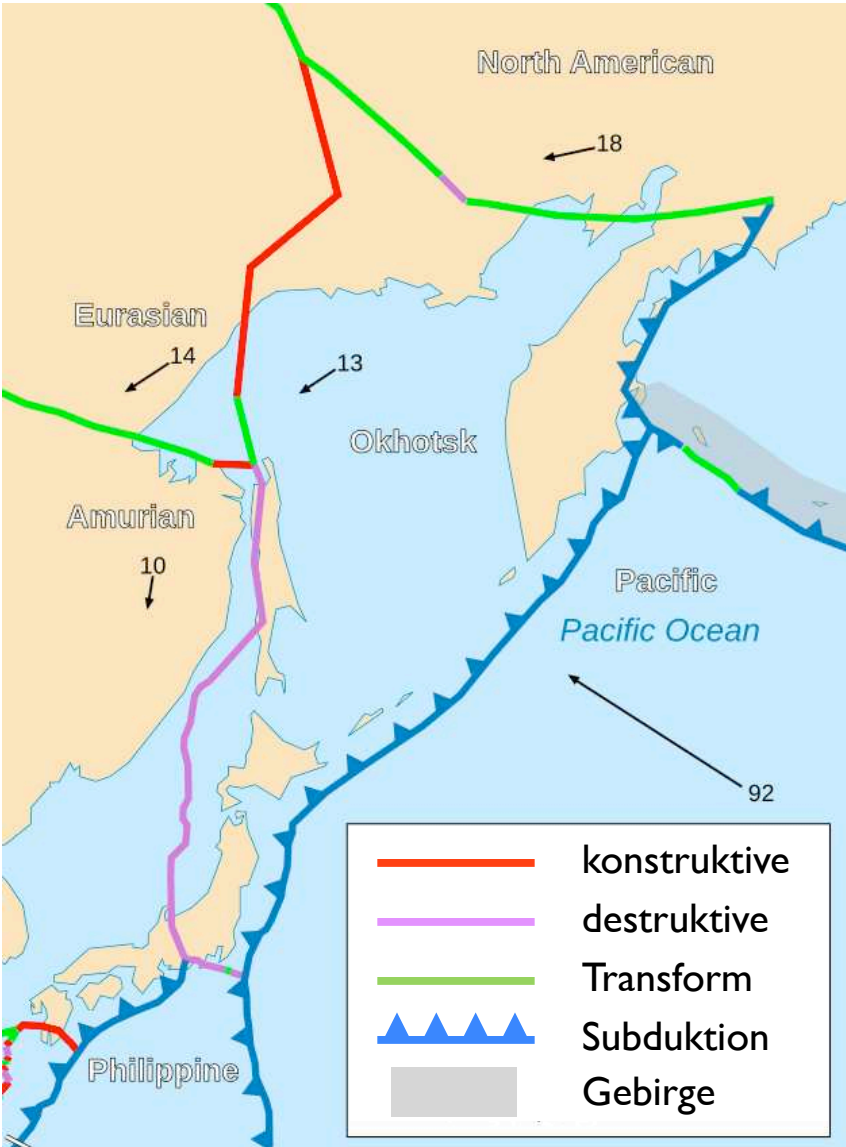 North American
18
Eurasian
14
13
Okhotsk
Amurian
10
Pacific
Pacific Ocean
92
konstruktive
destruktive
Transform
Subduktion
Gebirge
Philippine